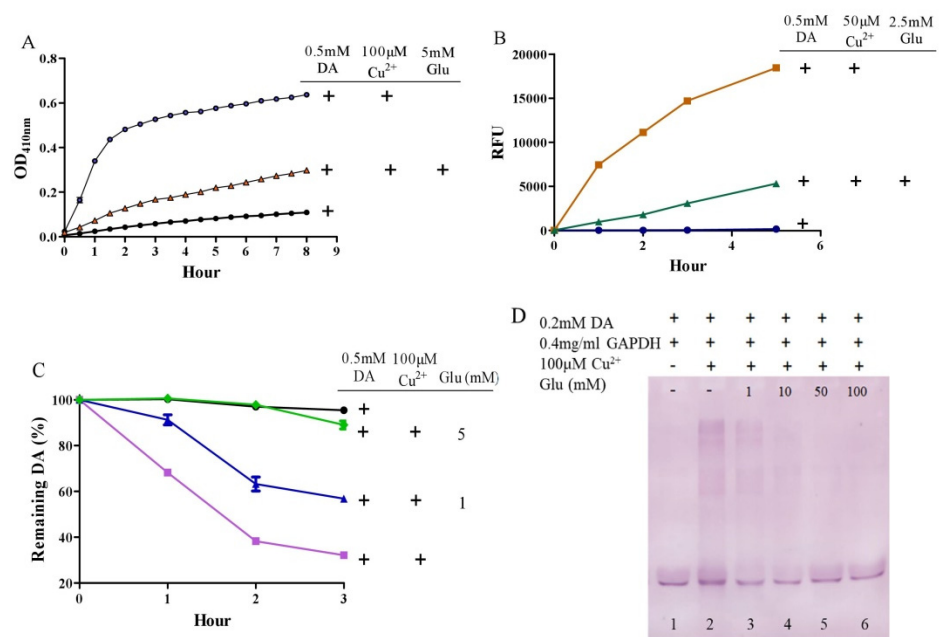 A
0.5mM 100μM 5mM
DA Cu²⁺ Glu
+ +
+ + +
+
OD410nm
0.8
0.6
0.4
0.2
0.0
0 1 2 3 4 5 6 7 8 9
Hour
B
0.5mM 50μM 2.5mM
DA Cu²⁺ Glu
+ +
+ + +
+
RFU
20000
15000
10000
5000
0
0 2 4 6
Hour
C
0.5mM 100μM
DA Cu²⁺ Glu (mM)
+
+ + 5
+ + 1
+ +
Remaining DA (%)
100
80
60
40
20
0 1 2 3
Hour
D
0.2mM DA + + + + + +
0.4mg/ml GAPDH + + + + + +
100μM Cu²⁺ - + + + + +
Glu (mM) - - 1 10 50 100
1 2 3 4 5 6